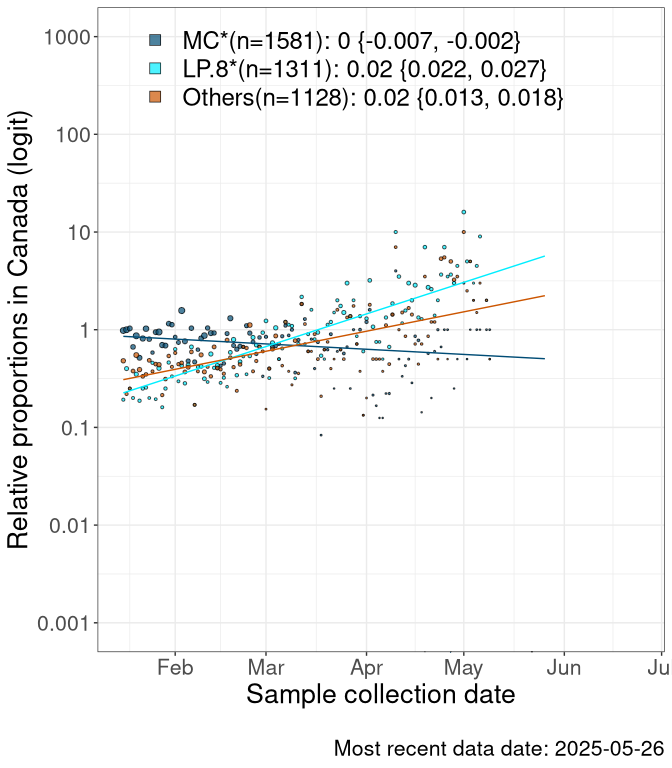 MC*(n=1581): 0 {-0.007, -0.002}
LP.8*(n=1311): 0.02 {0.022, 0.027}
Others(n=1128): 0.02 {0.013, 0.018}
Relative proportions in Canada (logit)
1000
100
10
1
0.1
0.01
0.001
Feb Mar Apr May Jun Ju
Sample collection date
Most recent data date: 2025-05-26